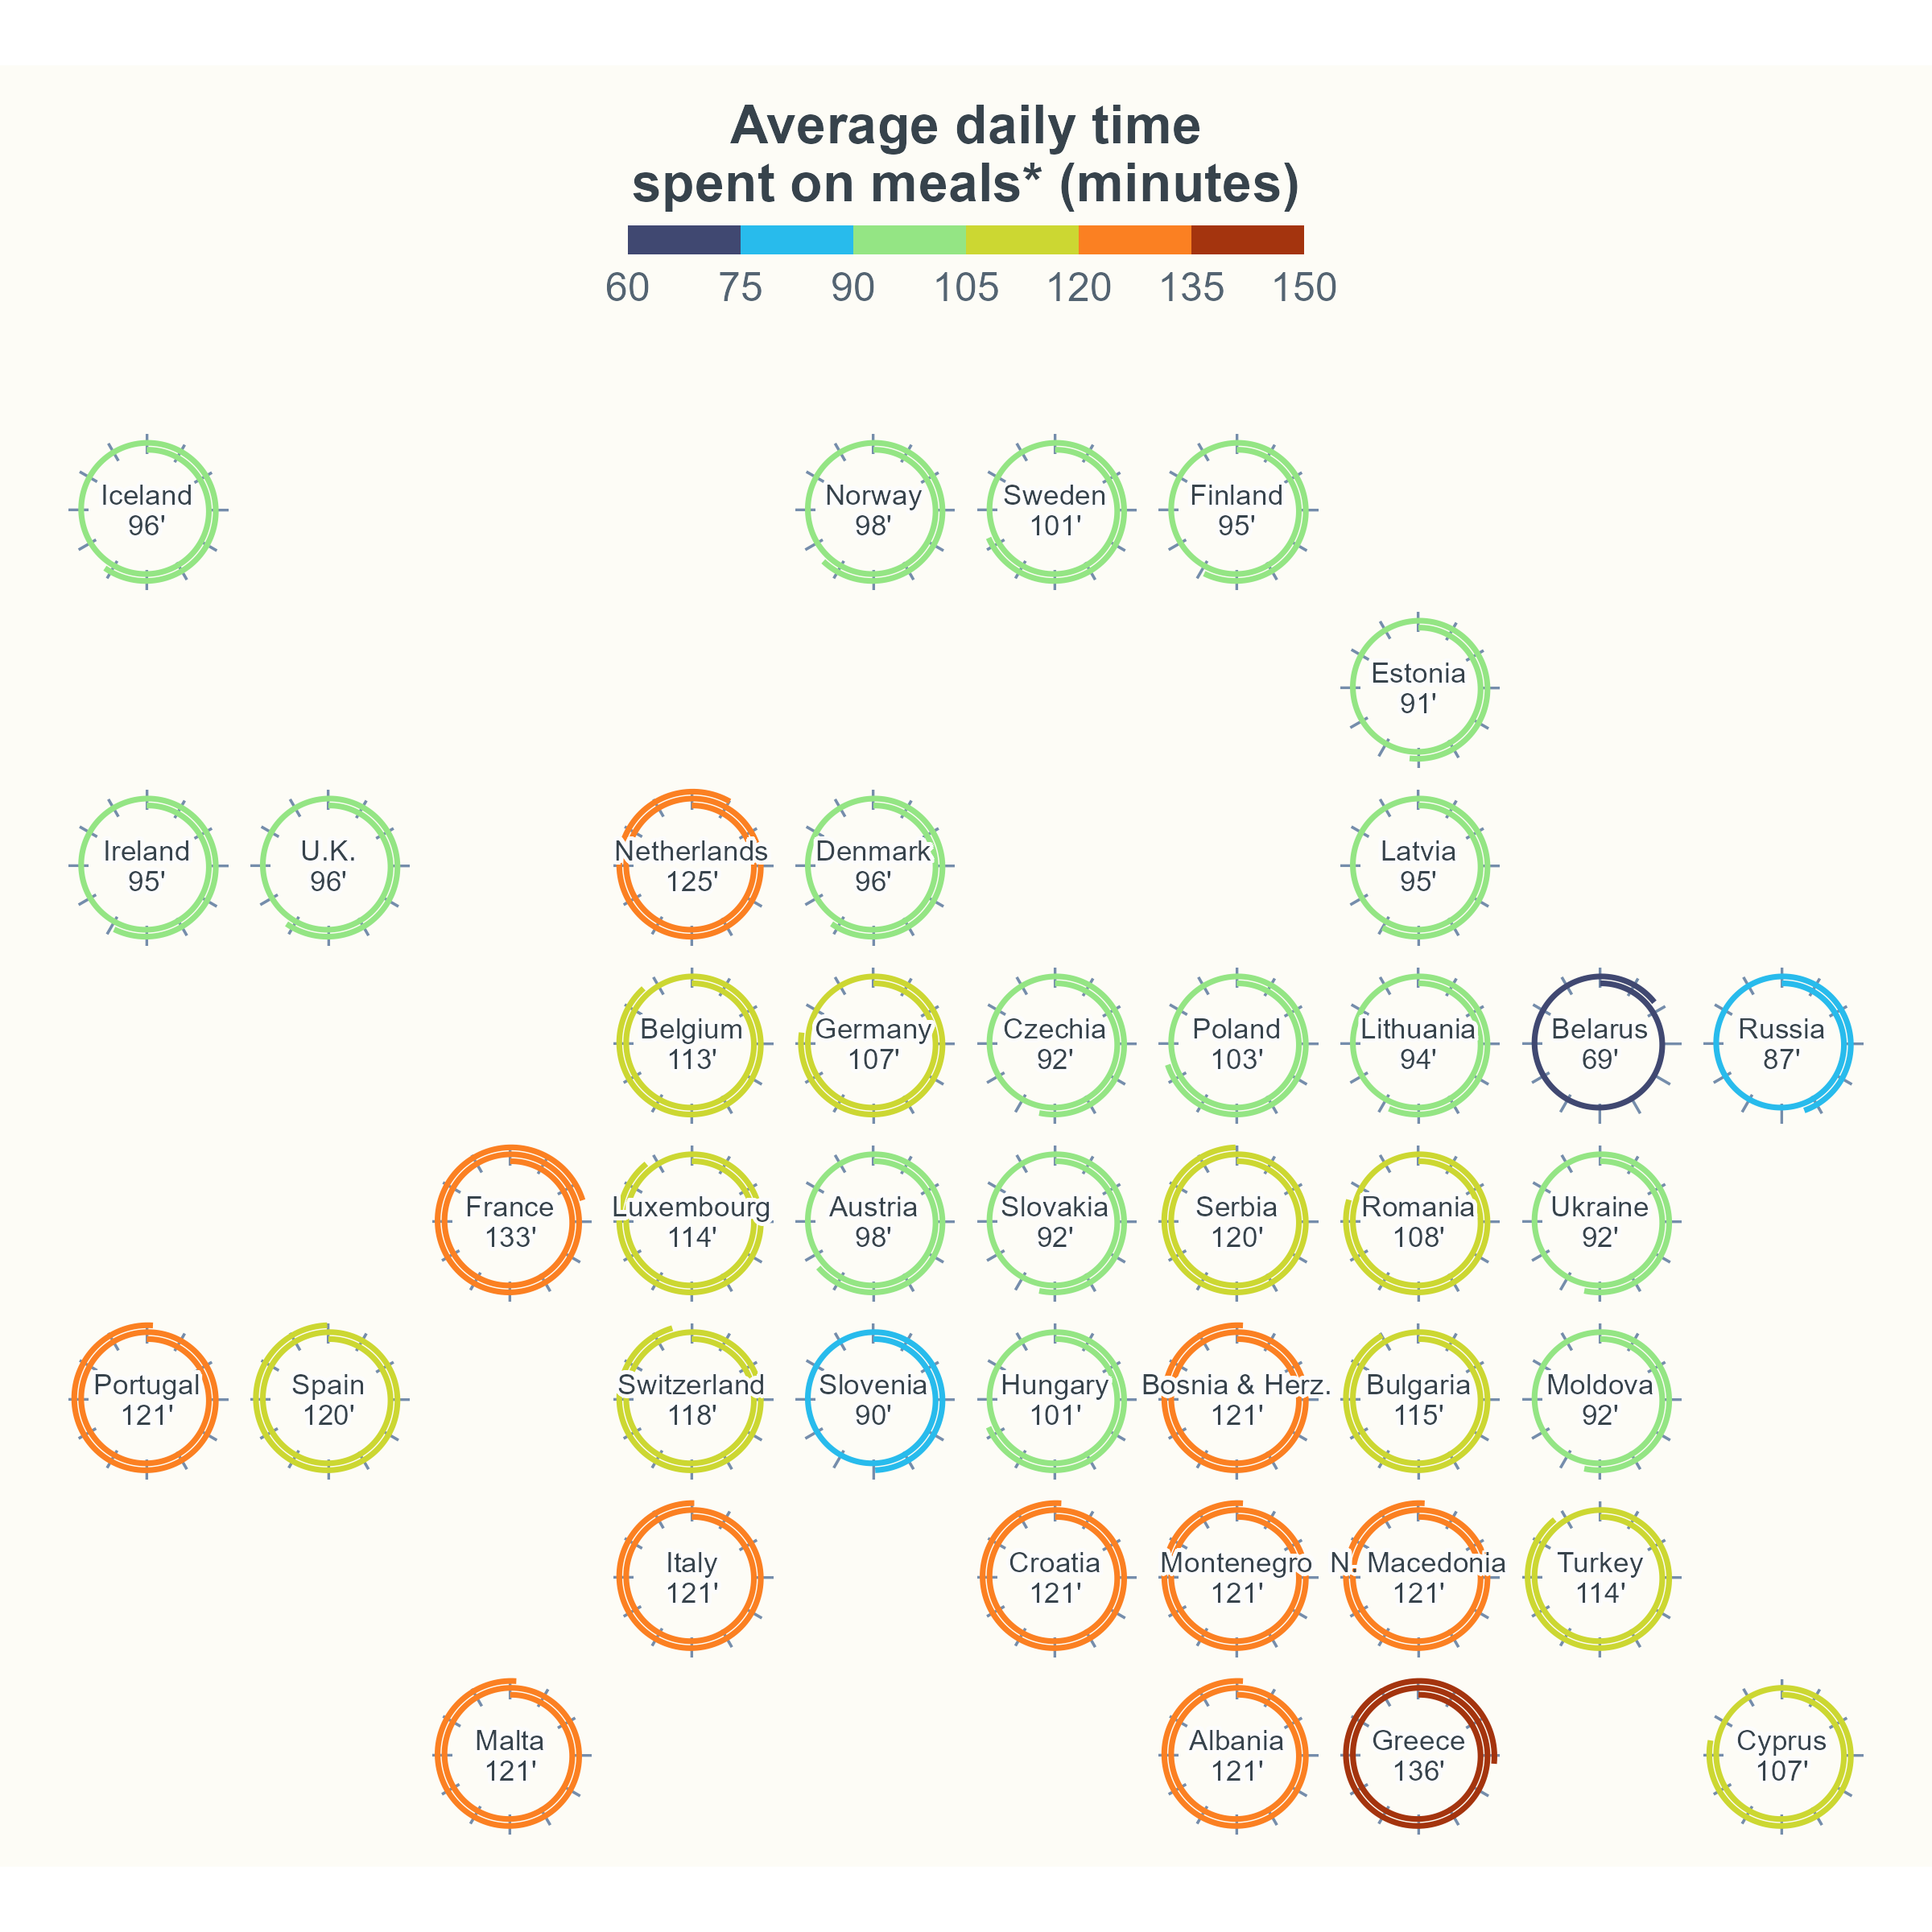 Average daily time
spent on meals* (minutes)
60 75 90 105 120 135 150
Iceland
96'
Norway
98'
Sweden
101'
Finland
95'
Estonia
91'
Ireland
95'
U.K.
96'
Netherlands
125'
Denmark
96'
Latvia
95'
Belgium
113'
Germany
107'
Czechia
92'
Poland
103'
Lithuania
94'
Belarus
69'
Russia
87'
France
133'
Luxembourg
114'
Austria
98'
Slovakia
92'
Serbia
120'
Romania
108'
Ukraine
92'
Portugal
121'
Spain
120'
Switzerland
118'
Slovenia
90'
Hungary
101'
Bosnia & Herz.
121'
Bulgaria
115'
Moldova
92'
Italy
121'
Croatia
121'
Montenegro
121'
N. Macedonia
121'
Turkey
114'
Malta
121'
Albania
121'
Greece
136'
Cyprus
107'